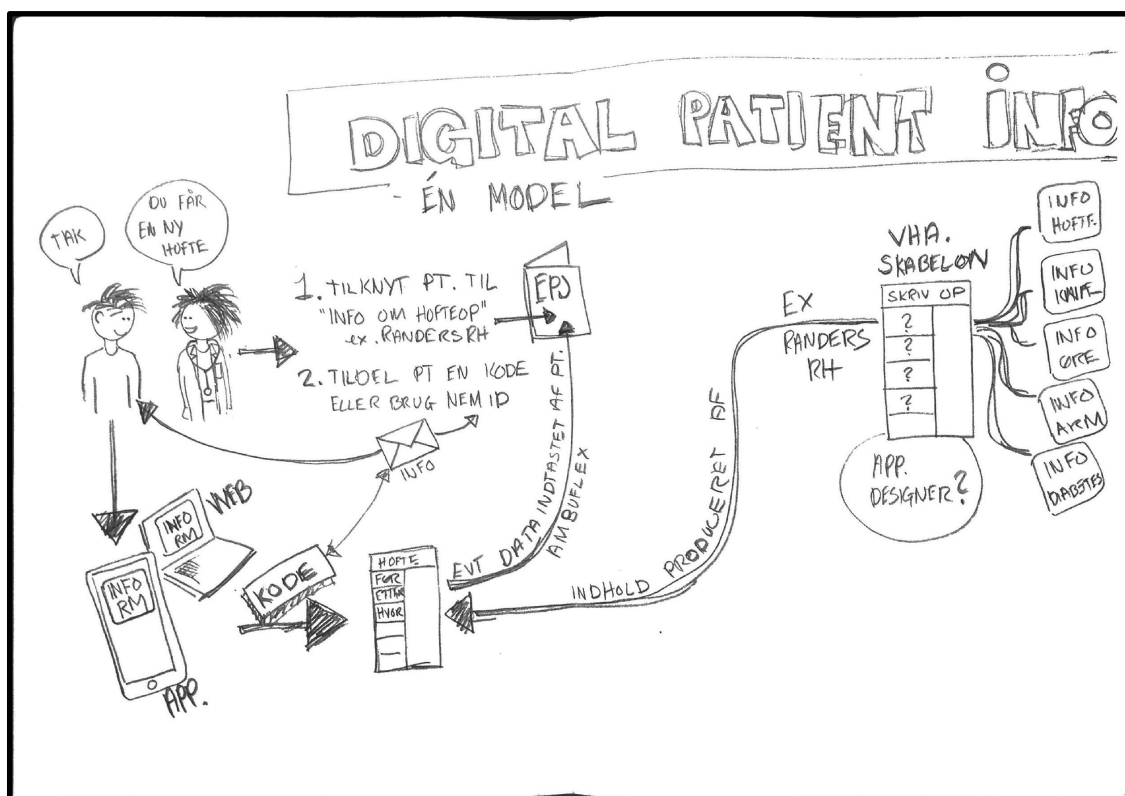 DIGITAL PATIENT INFO
- ÉN MODEL
TAK
DU FÅR
EN NY
HOFTE
1. TILKNYT PT. TIL
"INFO OM HOFTEOP"
ex. RANDERS RH
2. TILDEL PT EN KODE
ELLER BRUG NEM ID
EPJ
INFO
WEB
INFO
RM
INFO
RM
APP.
KODE
HOFTE
FØR
EFTER
HVOR
EVT DATA INDTASTET AF PT.
AMBUFLEX
INDHOLD PRODUCERET AF
EX
RANDERS
RH
VHA.
SKABELON
SKRIV OP
?
?
?
?
APP.
DESIGNER?
INFO
HOFTE
INFO
INFO
INFO
ARM
INFO
DIABETES